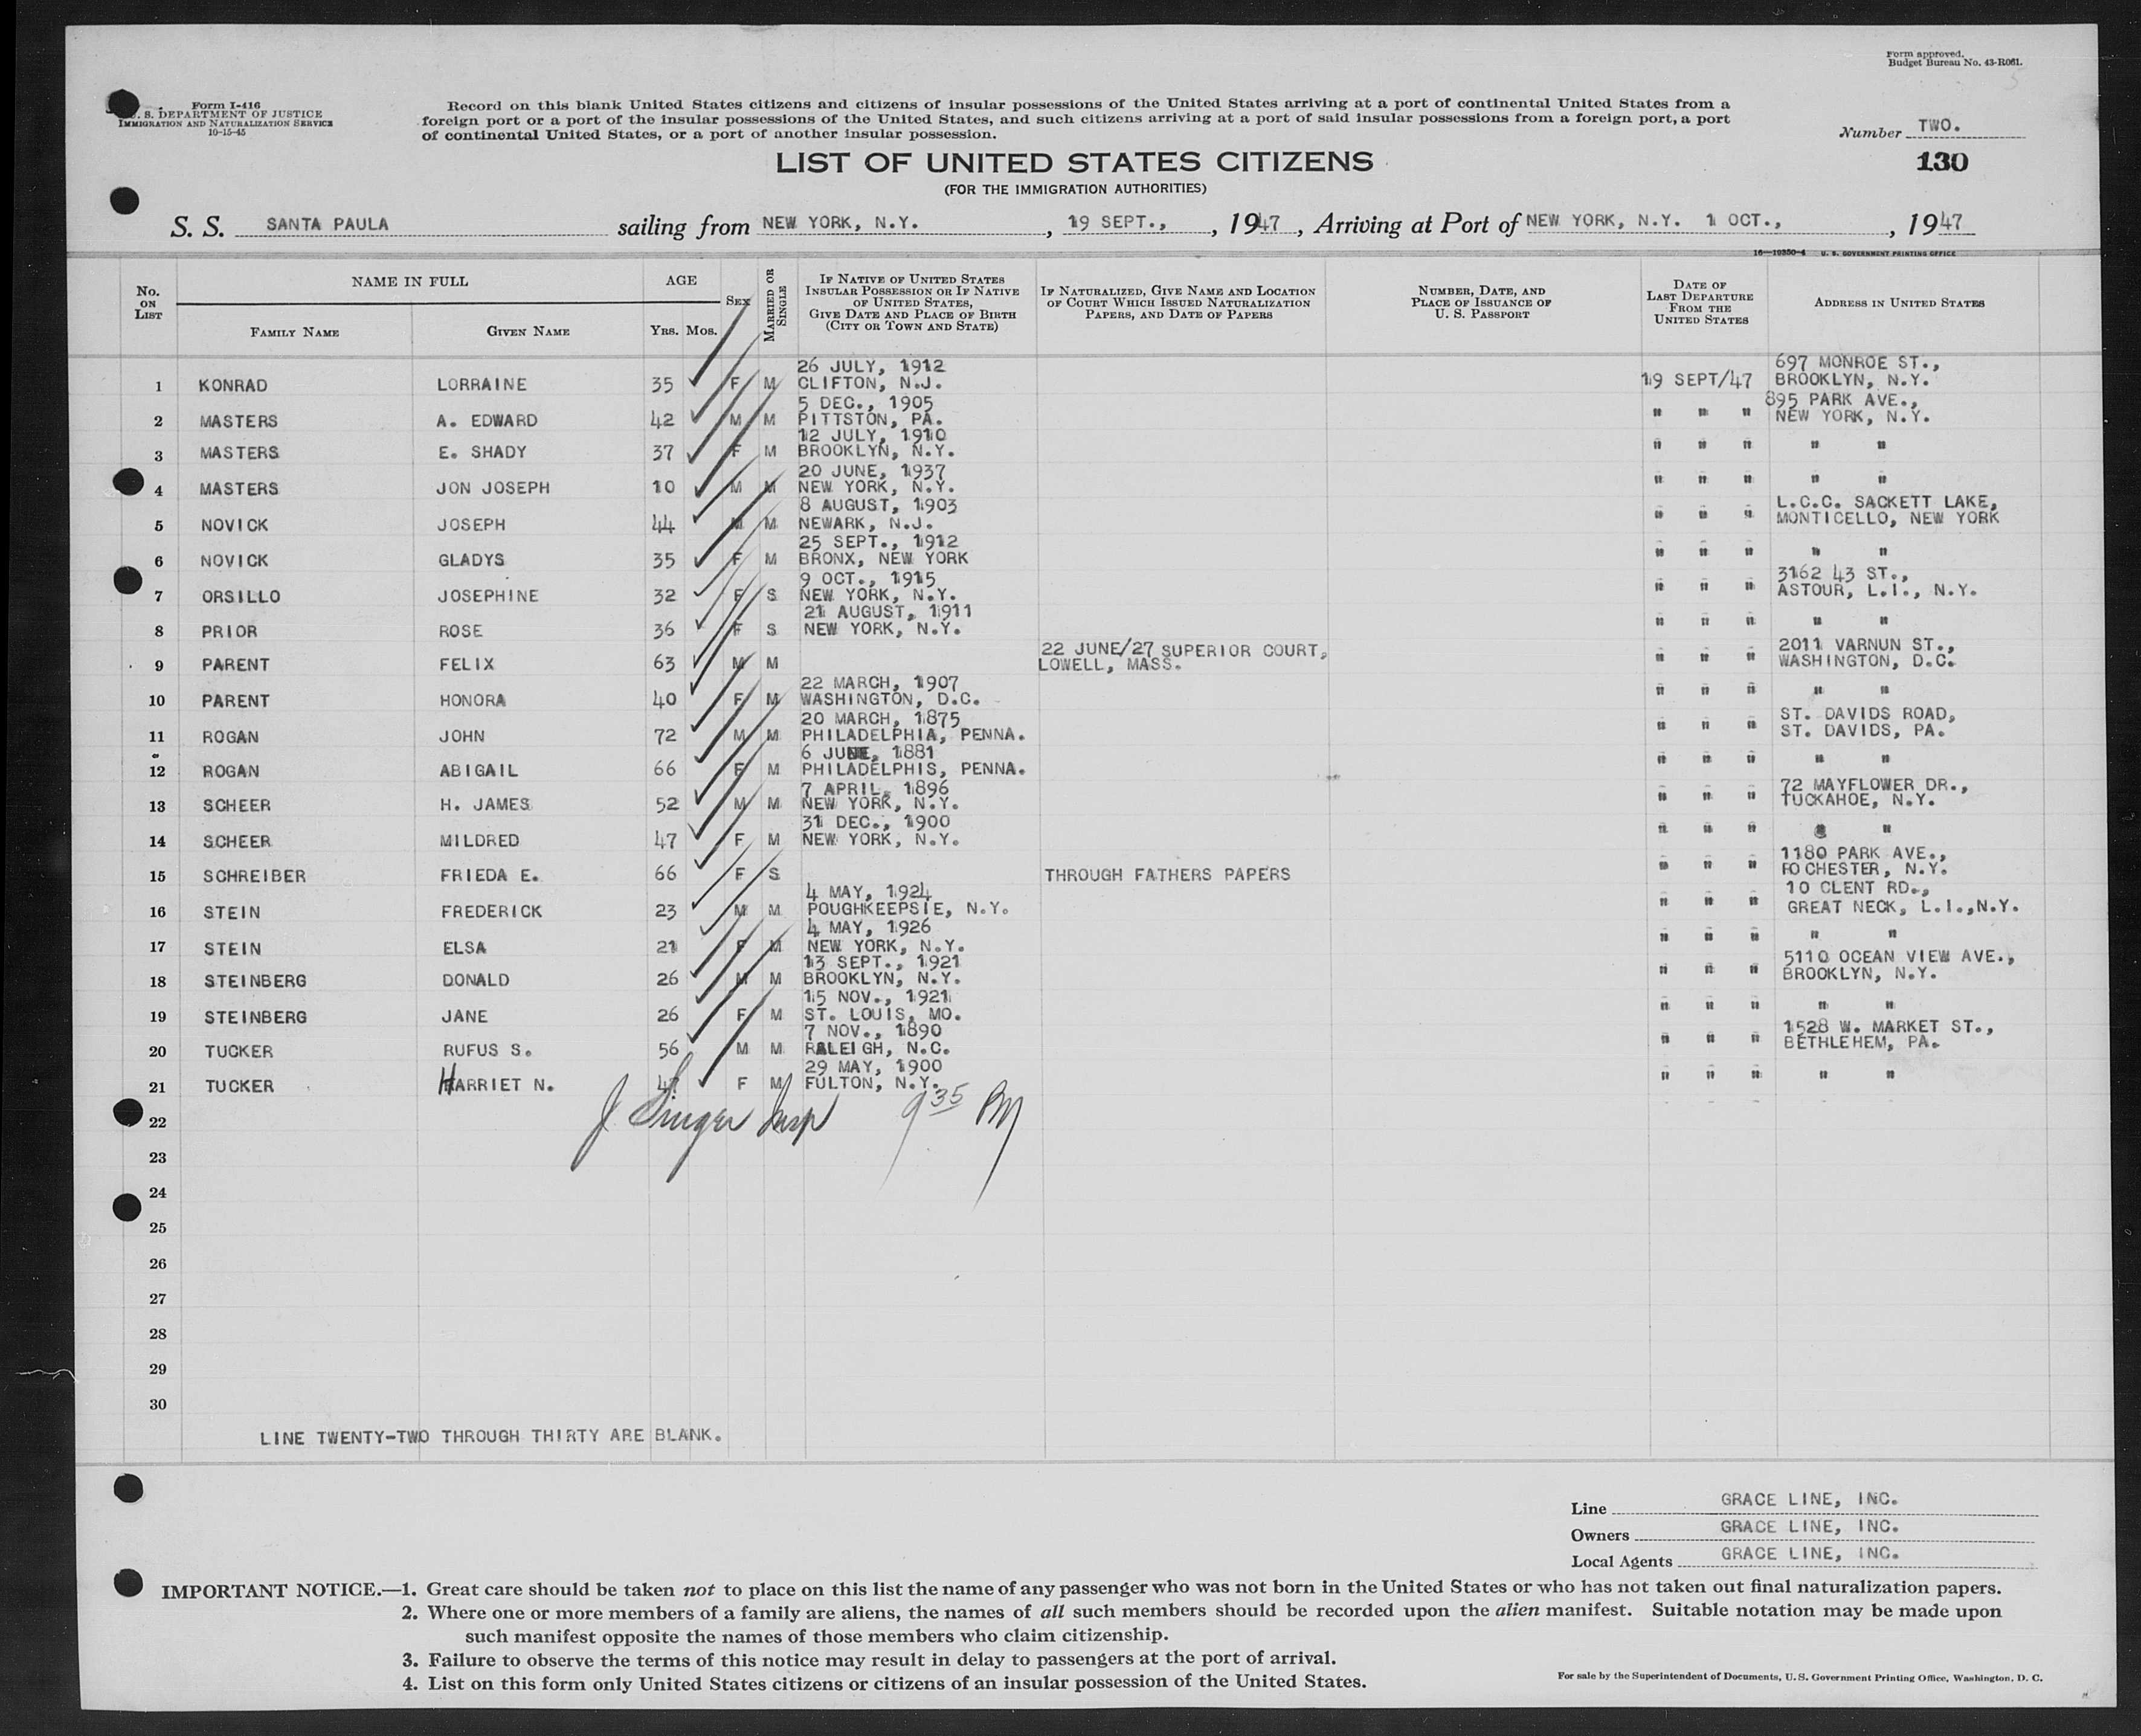 Form approved.
Budget Bureau No. 43-R061.
Form I-416
U. S. DEPARTMENT OF JUSTICE
IMMIGRATION AND NATURALIZATION SERVICE
10-15-45
Record on this blank United States citizens and citizens of insular possessions of the United States arriving at a port of continental United States from a
foreign port or a port of the insular possessions of the United States, and such citizens arriving at a port of said insular possessions from a foreign port, a port
of continental United States, or a port of another insular possession.
Number TWO.
LIST OF UNITED STATES CITIZENS
130
(FOR THE IMMIGRATION AUTHORITIES)
S. S. SANTA PAULA sailing from NEW YORK, N.Y. , 19 SEPT., , 1947 , Arriving at Port of NEW YORK, N.Y. 1 OCT., , 1947
16—19350-4 U. S. GOVERNMENT PRINTING OFFICE
No. ON LIST
NAME IN FULL
FAMILY NAME
GIVEN NAME
AGE
YRS. MOS.
SEX
MARRIED OR SINGLE
IF NATIVE OF UNITED STATES
INSULAR POSSESSION OR IF NATIVE
OF UNITED STATES,
GIVE DATE AND PLACE OF BIRTH
(CITY OR TOWN AND STATE)
IF NATURALIZED, GIVE NAME AND LOCATION
OF COURT WHICH ISSUED NATURALIZATION
PAPERS, AND DATE OF PAPERS
NUMBER, DATE, AND
PLACE OF ISSUANCE OF
U. S. PASSPORT
DATE OF
LAST DEPARTURE
FROM THE
UNITED STATES
ADDRESS IN UNITED STATES
26 JULY, 1912 697 MONROE ST.,
1 KONRAD LORRAINE 35 F M CLIFTON, N.J. 19 SEPT/47 BROOKLYN, N.Y.
5 DEC., 1905 895 PARK AVE.,
2 MASTERS A. EDWARD 42 M M PITTSTON, PA. " " " NEW YORK, N.Y.
12 JULY, 1910
3 MASTERS E. SHADY 37 F M BROOKLYN, N.Y. " " " " "
20 JUNE, 1937
4 MASTERS JON JOSEPH 10 M M NEW YORK, N.Y. " " " " "
8 AUGUST, 1903 L.C.C. SACKETT LAKE,
5 NOVICK JOSEPH 44 M M NEWARK, N.J. " " " MONTICELLO, NEW YORK
25 SEPT., 1912
6 NOVICK GLADYS 35 F M BRONX, NEW YORK " " " " "
9 OCT., 1915 3162 43 ST.,
7 ORSILLO JOSEPHINE 32 F S NEW YORK, N.Y. " " " ASTOUR, L.I., N.Y.
21 AUGUST, 1911
8 PRIOR ROSE 36 F S NEW YORK, N.Y. " " " " "
22 JUNE/27 SUPERIOR COURT, 2011 VARNUN ST.,
9 PARENT FELIX 63 M M LOWELL, MASS. " " " WASHINGTON, D.C.
22 MARCH, 1907
10 PARENT HONORA 40 F M WASHINGTON, D.C. " " " " "
20 MARCH, 1875 ST. DAVIDS ROAD,
11 ROGAN JOHN 72 M M PHILADELPHIA, PENNA. " " " ST. DAVIDS, PA.
6 JUNE, 1881
12 ROGAN ABIGAIL 66 F M PHILADELPHIS, PENNA. " " " " "
7 APRIL, 1896 72 MAYFLOWER DR.,
13 SCHEER H. JAMES 52 M M NEW YORK, N.Y. " " " TUCKAHOE, N.Y.
31 DEC., 1900
14 SCHEER MILDRED 47 F M NEW YORK, N.Y. " " " " "
1180 PARK AVE.,
15 SCHREIBER FRIEDA E. 66 F S THROUGH FATHERS PAPERS " " " ROCHESTER, N.Y.
4 MAY, 1924 10 CLENT RD.,
16 STEIN FREDERICK 23 M M POUGHKEEPSIE, N.Y. " " " GREAT NECK, L.I.,N.Y.
4 MAY, 1926
17 STEIN ELSA 21 F M NEW YORK, N.Y. " " " " "
13 SEPT., 1921 5110 OCEAN VIEW AVE.,
18 STEINBERG DONALD 26 M M BROOKLYN, N.Y. " " " BROOKLYN, N.Y.
15 NOV., 1921
19 STEINBERG JANE 26 F M ST. LOUIS, MO. " " " " "
7 NOV., 1890 1528 W. MARKET ST.,
20 TUCKER RUFUS S. 56 M M RALEIGH, N.C. " " " BETHLEHEM, PA.
29 MAY, 1900
21 TUCKER HARRIET N. 47 F M FULTON, N.Y. " " " " "
J Singer Insp 9 35 PM
22
23
24
25
26
27
28
29
30
LINE TWENTY-TWO THROUGH THIRTY ARE BLANK.
Line GRACE LINE, INC.
Owners GRACE LINE, INC.
Local Agents GRACE LINE, INC.
IMPORTANT NOTICE.—1. Great care should be taken not to place on this list the name of any passenger who was not born in the United States or who has not taken out final naturalization papers.
2. Where one or more members of a family are aliens, the names of all such members should be recorded upon the alien manifest. Suitable notation may be made upon
such manifest opposite the names of those members who claim citizenship.
3. Failure to observe the terms of this notice may result in delay to passengers at the port of arrival.
4. List on this form only United States citizens or citizens of an insular possession of the United States.
For sale by the Superintendent of Documents, U. S. Government Printing Office, Washington, D. C.